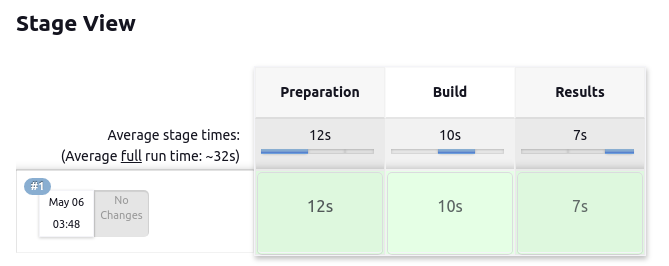 Stage View
Preparation Build Results
Average stage times: 12s 10s 7s
(Average full run time: ~32s)
#1
May 06 No
03:48 Changes
12s 10s 7s